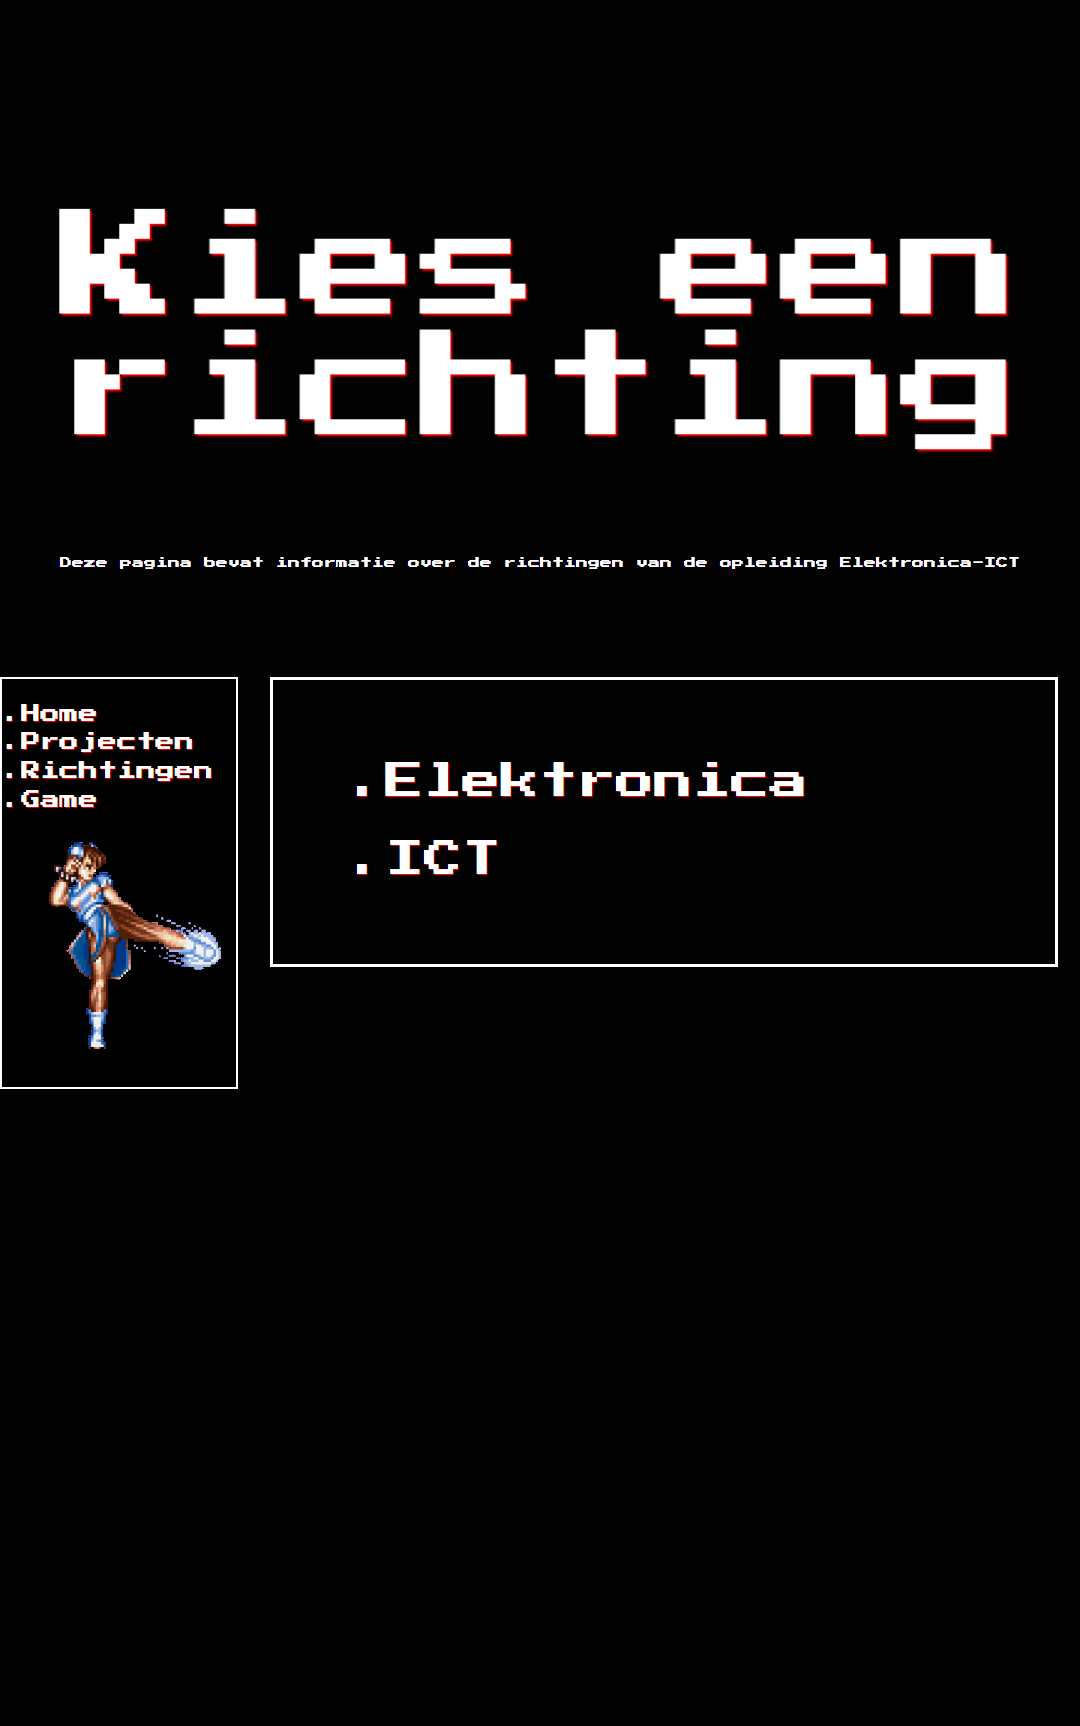 Kies een
richting
Deze pagina bevat informatie over de richtingen van de opleiding Elektronica-ICT
.Home
.Projecten
.Richtingen
.Game
.Elektronica
.ICT